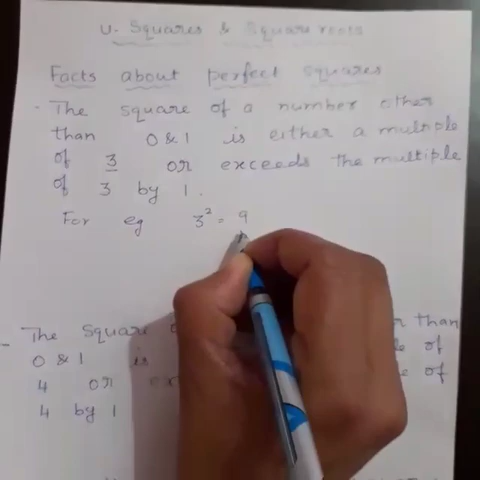 U- Squares & Square roots
Facts about perfect squares
- The square of a number other
than 0 & 1 is either a multiple
of 3 or exceeds the multiple
of 3 by 1.
For eg 3² = 9
- The square than
0 & 1 is of
4 or of
4 by 1